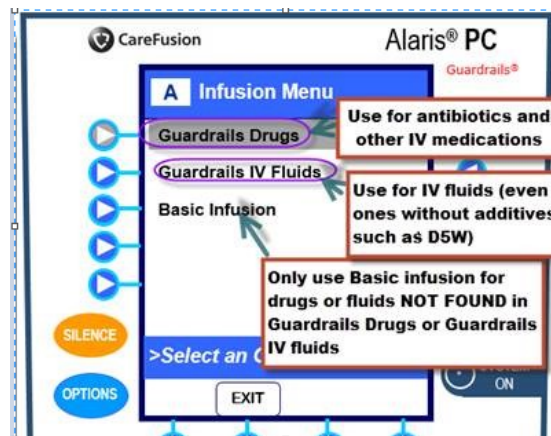 CareFusion
Alaris® PC
Guardrails®
A Infusion Menu
Guardrails Drugs
Use for antibiotics and
other IV medications
Guardrails IV Fluids
Use for IV fluids (even
ones without additives
such as D5W)
Basic Infusion
Only use Basic infusion for
drugs or fluids NOT FOUND in
Guardrails Drugs or Guardrails
IV fluids
SILENCE
>Select an
OPTIONS
EXIT
ON